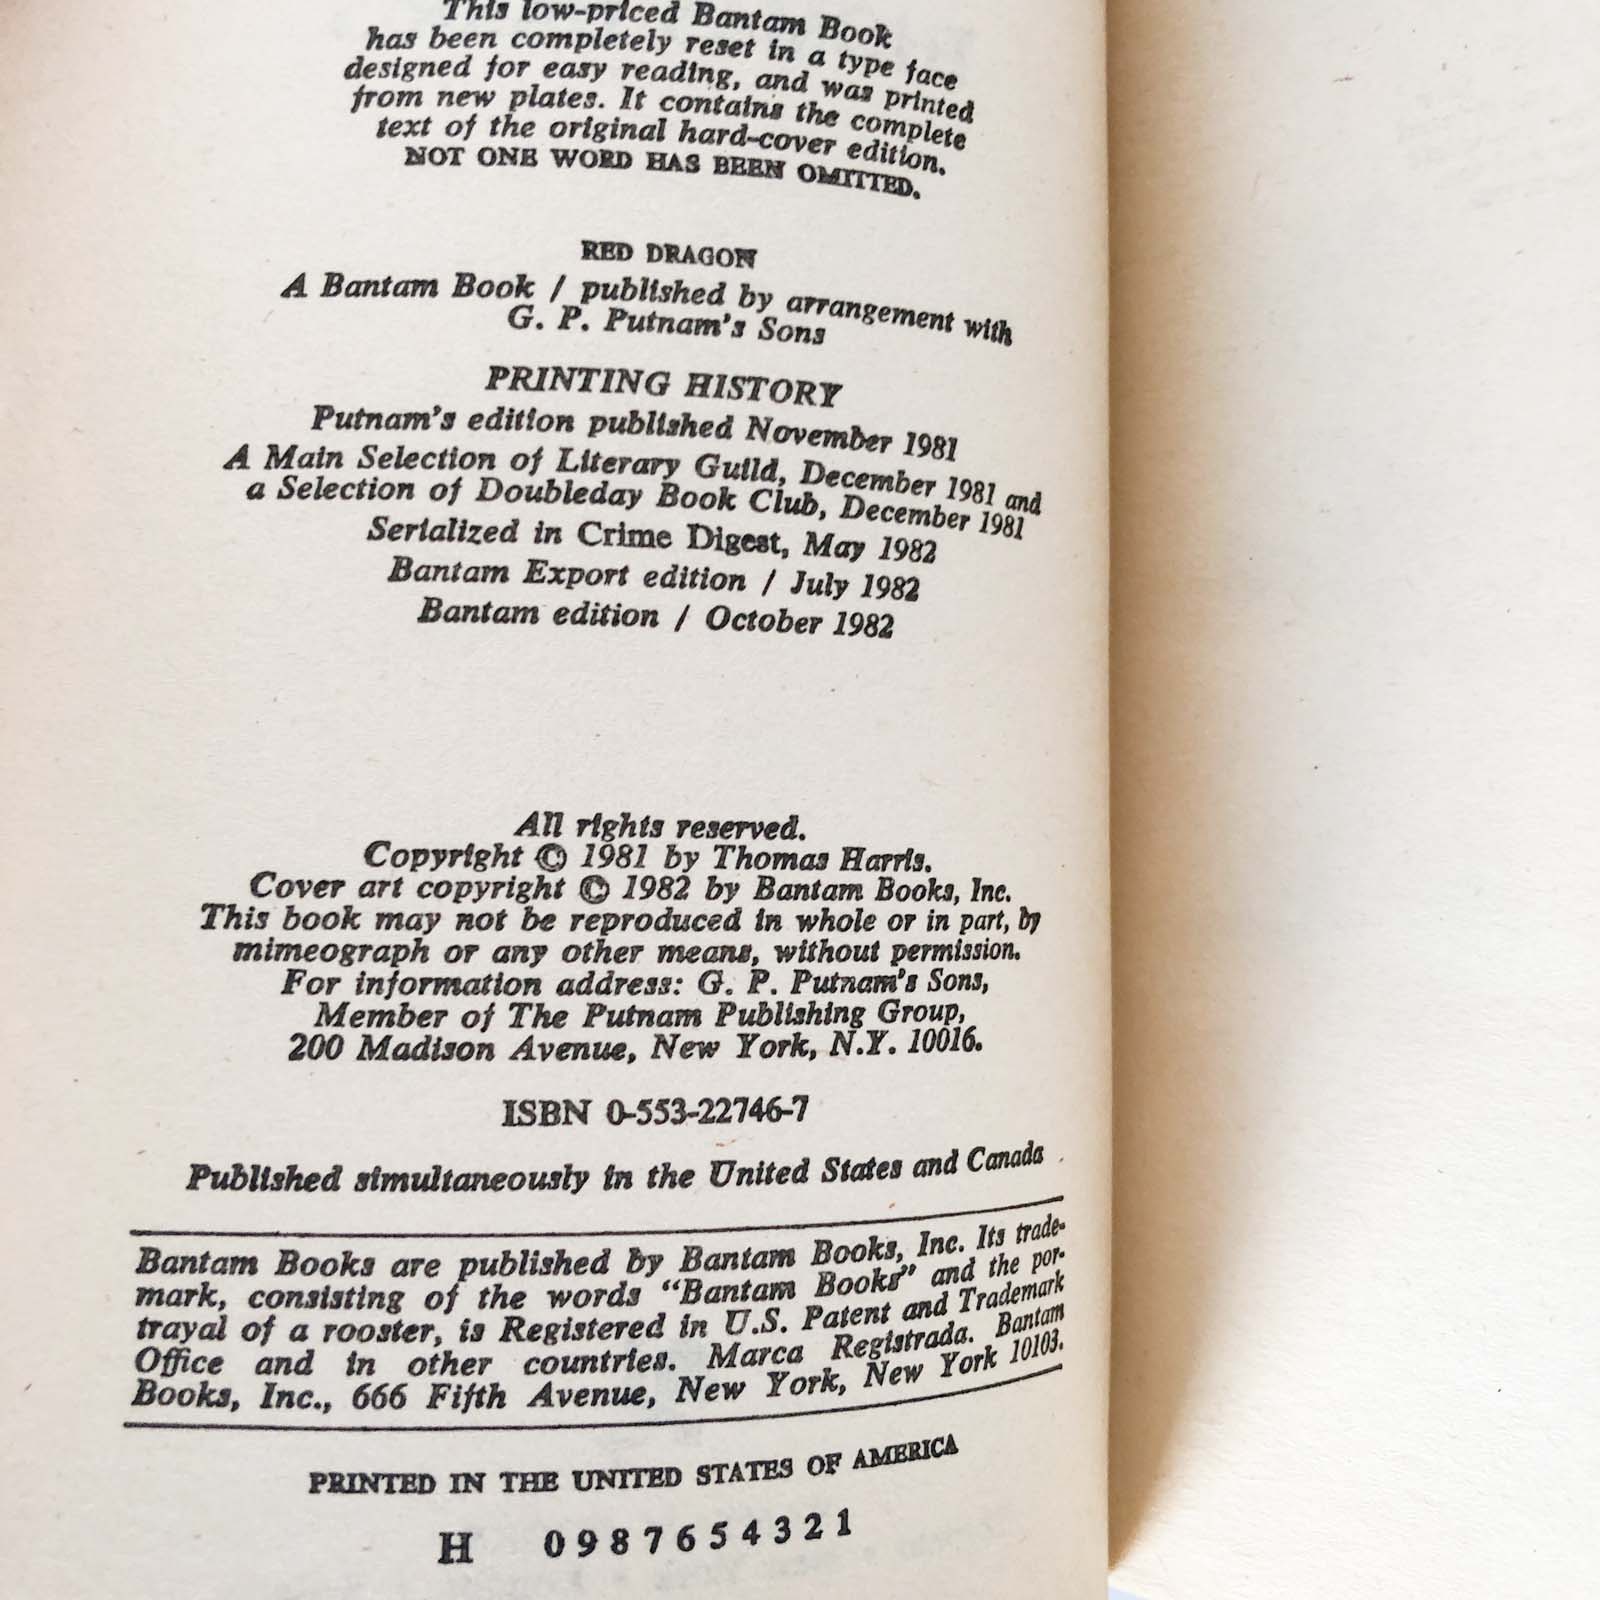 This low-priced Bantam Book
has been completely reset in a type face
designed for easy reading, and was printed
from new plates. It contains the complete
text of the original hard-cover edition.
NOT ONE WORD HAS BEEN OMITTED.
RED DRAGON
A Bantam Book / published by arrangement with
G. P. Putnam's Sons
PRINTING HISTORY
Putnam's edition published November 1981
A Main Selection of Literary Guild, December 1981 and
a Selection of Doubleday Book Club, December 1981
Serialized in Crime Digest, May 1982
Bantam Export edition / July 1982
Bantam edition / October 1982
All rights reserved.
Copyright © 1981 by Thomas Harris.
Cover art copyright © 1982 by Bantam Books, Inc.
This book may not be reproduced in whole or in part, by
mimeograph or any other means, without permission.
For information address: G. P. Putnam's Sons,
Member of The Putnam Publishing Group,
200 Madison Avenue, New York, N.Y. 10016.
ISBN 0-553-22746-7
Published simultaneously in the United States and Canada
Bantam Books are published by Bantam Books, Inc. Its trade-
mark, consisting of the words "Bantam Books" and the por-
trayal of a rooster, is Registered in U.S. Patent and Trademark
Office and in other countries. Marca Registrada. Bantam
Books, Inc., 666 Fifth Avenue, New York, New York 10103.
PRINTED IN THE UNITED STATES OF AMERICA
H 0 9 8 7 6 5 4 3 2 1